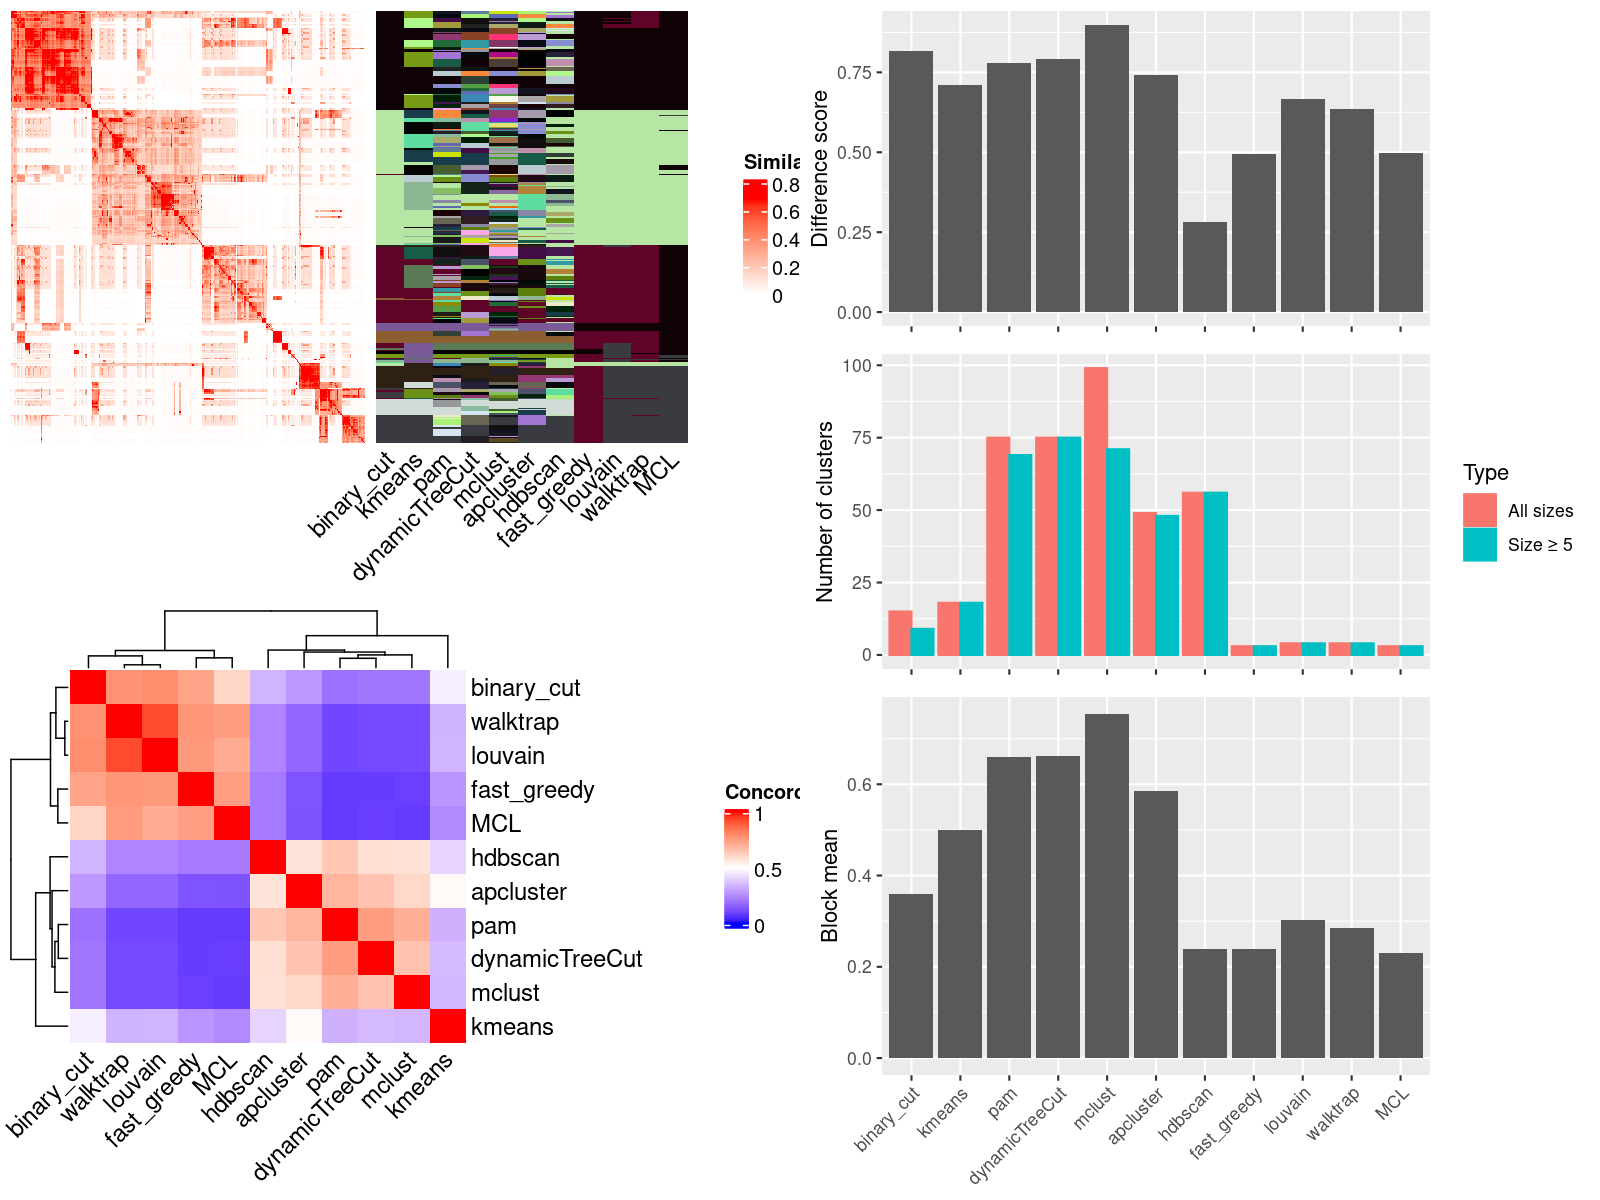 Simila
0.8
0.6
0.4
0.2
0
binary_cut
kmeans
pam
dynamicTreeCut
mclust
apcluster
hdbscan
fast_greedy
louvain
walktrap
MCL
binary_cut
walktrap
louvain
fast_greedy
MCL
hdbscan
apcluster
pam
dynamicTreeCut
mclust
kmeans
binary_cut
walktrap
louvain
fast_greedy
MCL
hdbscan
apcluster
pam
dynamicTreeCut
mclust
kmeans
Concord
1
0.5
0
Difference score
0.75
0.50
0.25
0.00
Number of clusters
100
75
50
25
0
Type
All sizes
Size ≥ 5
Block mean
0.6
0.4
0.2
0.0
binary_cut
kmeans
pam
dynamicTreeCut
mclust
apcluster
hdbscan
fast_greedy
louvain
walktrap
MCL